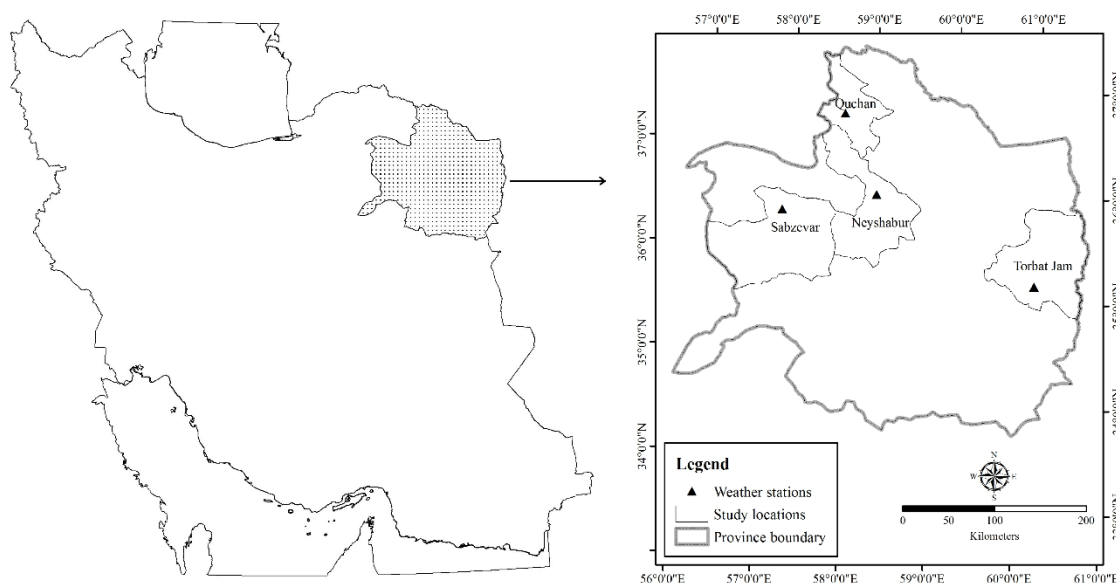 57°0'0"E 58°0'0"E 59°0'0"E 60°0'0"E 61°0'0"E
Quchan
37°0'0"N
Sabzevar
Neyshabur
36°0'0"N
Torbat Jam
35°0'0"N
34°0'0"N
Legend
Weather stations
Study locations
Province boundary
N
W E
S
0 50 100 200
Kilometers
56°0'0"E 57°0'0"E 58°0'0"E 59°0'0"E 60°0'0"E 61°0'0"E